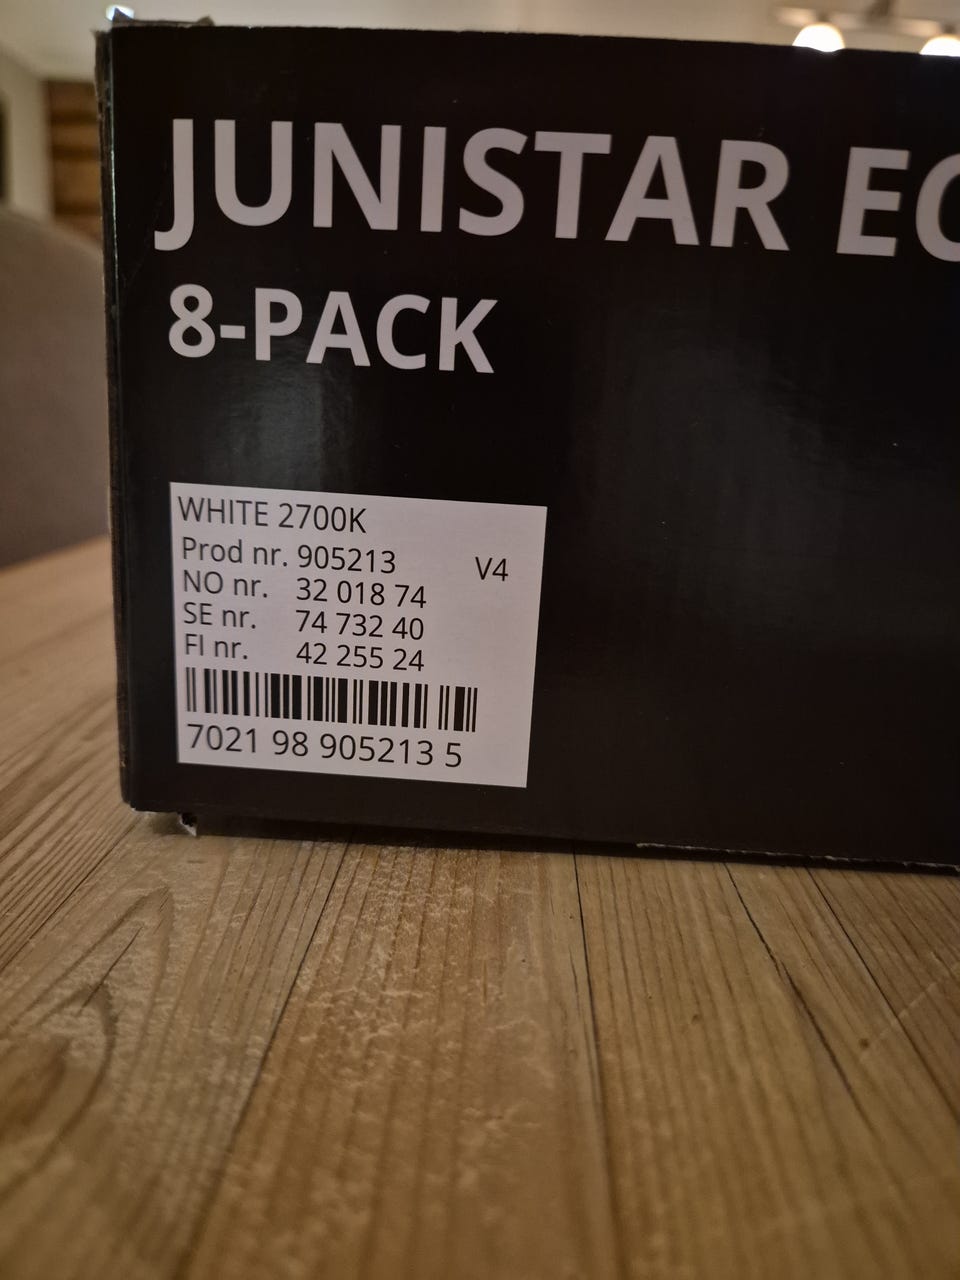 JUNISTAR EC
8-PACK
WHITE 2700K
Prod nr. 905213 V4
NO nr. 32 018 74
SE nr. 74 732 40
FI nr. 42 255 24
7021 98 905213 5